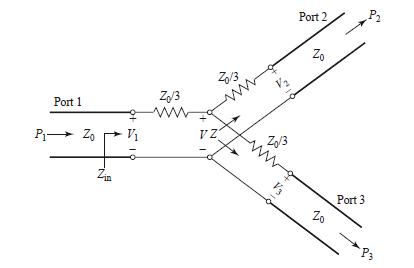 Port 2
P₂
Z₀
Z₀/3
V₂
+
−
Port 1
Z₀/3
P₁
Z₀
+
V₁
−
+
V Z
−
Z₀/3
Z_in
V₃
+
−
Port 3
Z₀
P₃